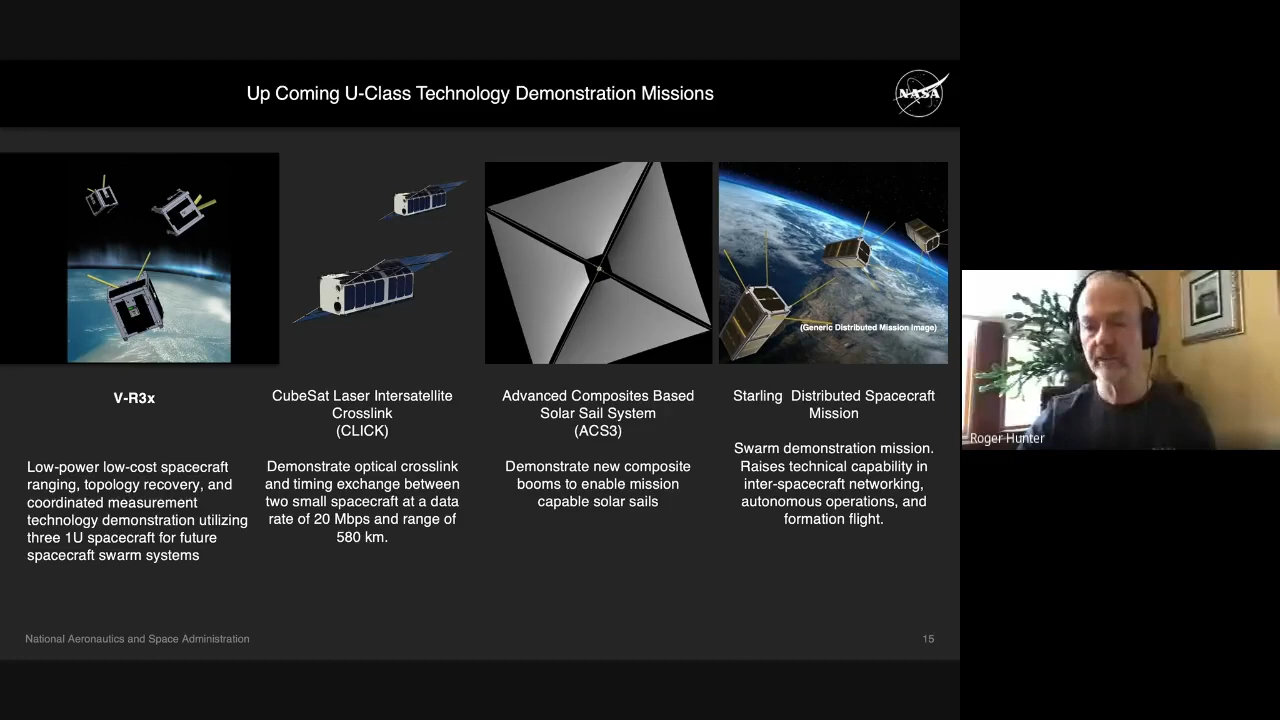 Up Coming U-Class Technology Demonstration Missions
NASA
(Generic Distributed Mission Image)
V-R3x
Low-power low-cost spacecraft
ranging, topology recovery, and
coordinated measurement
technology demonstration utilizing
three 1U spacecraft for future
spacecraft swarm systems
CubeSat Laser Intersatellite
Crosslink
(CLICK)
Demonstrate optical crosslink
and timing exchange between
two small spacecraft at a data
rate of 20 Mbps and range of
580 km.
Advanced Composites Based
Solar Sail System
(ACS3)
Demonstrate new composite
booms to enable mission
capable solar sails
Starling Distributed Spacecraft
Mission
Swarm demonstration mission.
Raises technical capability in
inter-spacecraft networking,
autonomous operations, and
formation flight.
Roger Hunter
National Aeronautics and Space Administration
15